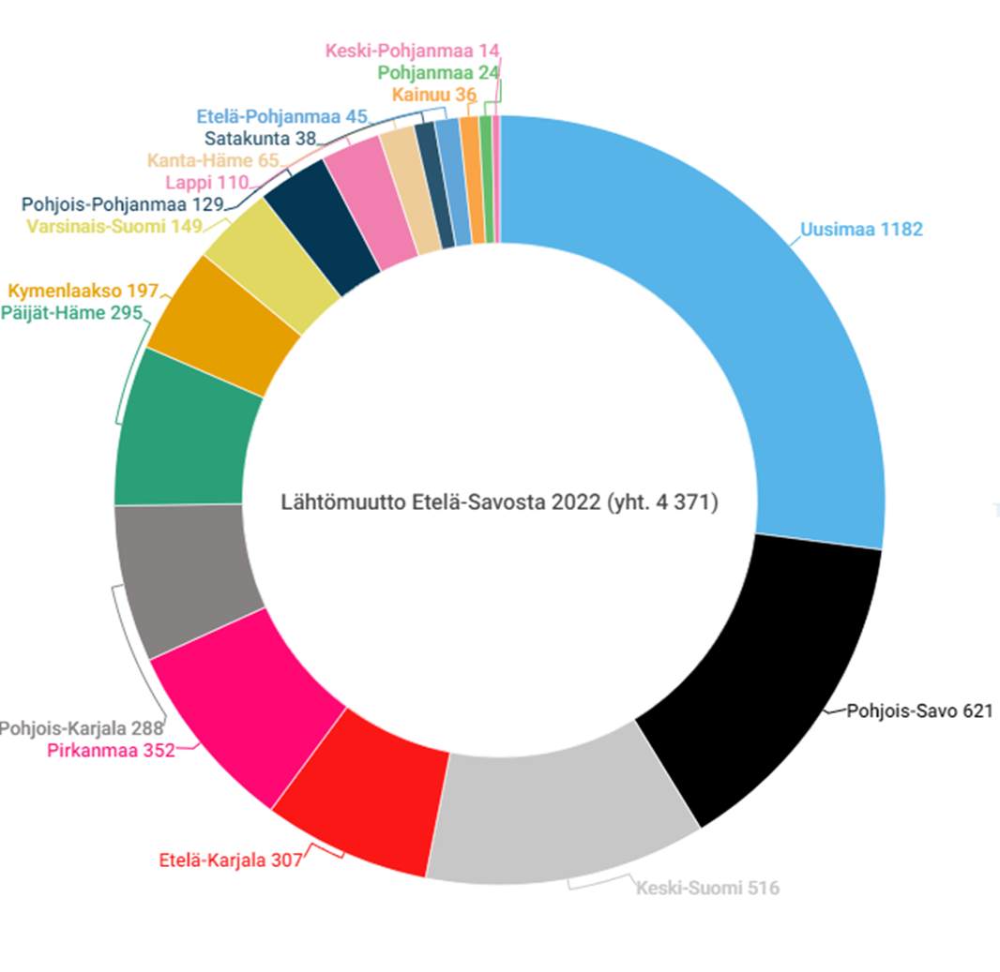 Keski-Pohjanmaa 14
Pohjanmaa 24
Kainuu 36
Etelä-Pohjanmaa 45
Satakunta 38
Kanta-Häme 65
Lappi 110
Pohjois-Pohjanmaa 129
Varsinais-Suomi 149
Uusimaa 1182
Kymenlaakso 197
Päijät-Häme 295
Lähtömuutto Etelä-Savosta 2022 (yht. 4 371)
Pohjois-Savo 621
Pohjois-Karjala 288
Pirkanmaa 352
Etelä-Karjala 307
Keski-Suomi 516